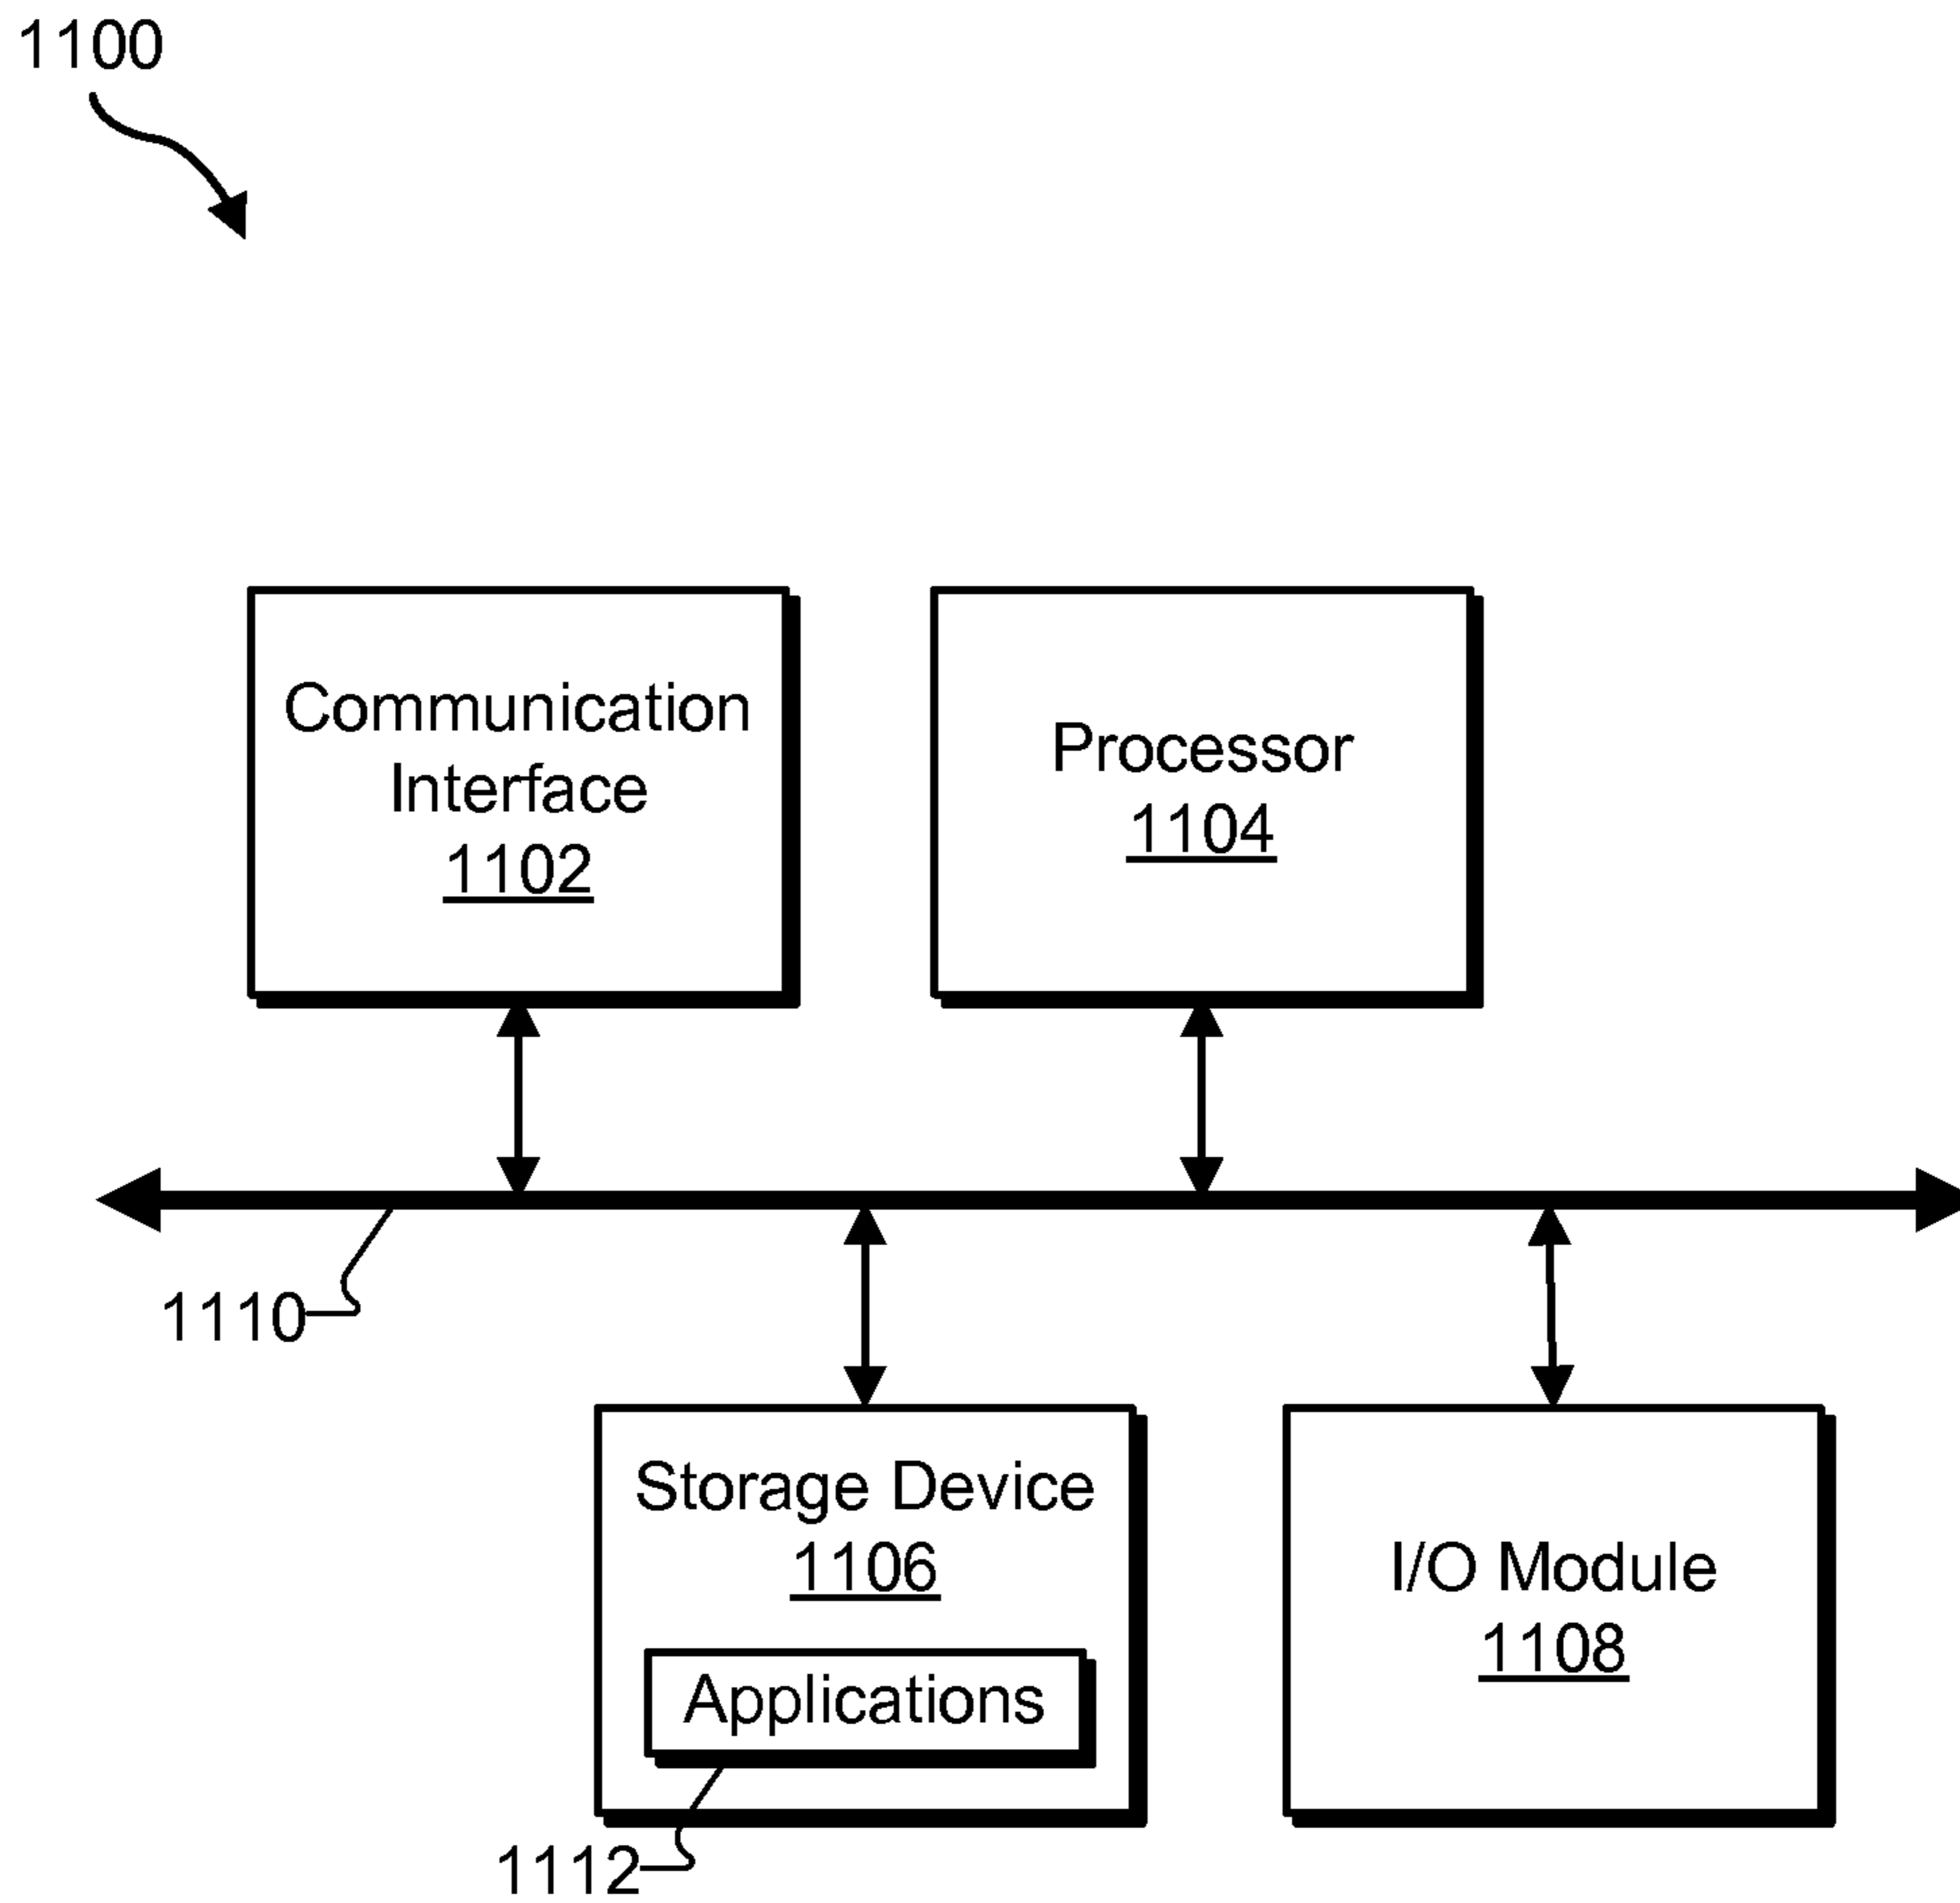 1100
Communication
Interface
1102
Processor
1104
1110
Storage Device
1106
Applications
1112
I/O Module
1108